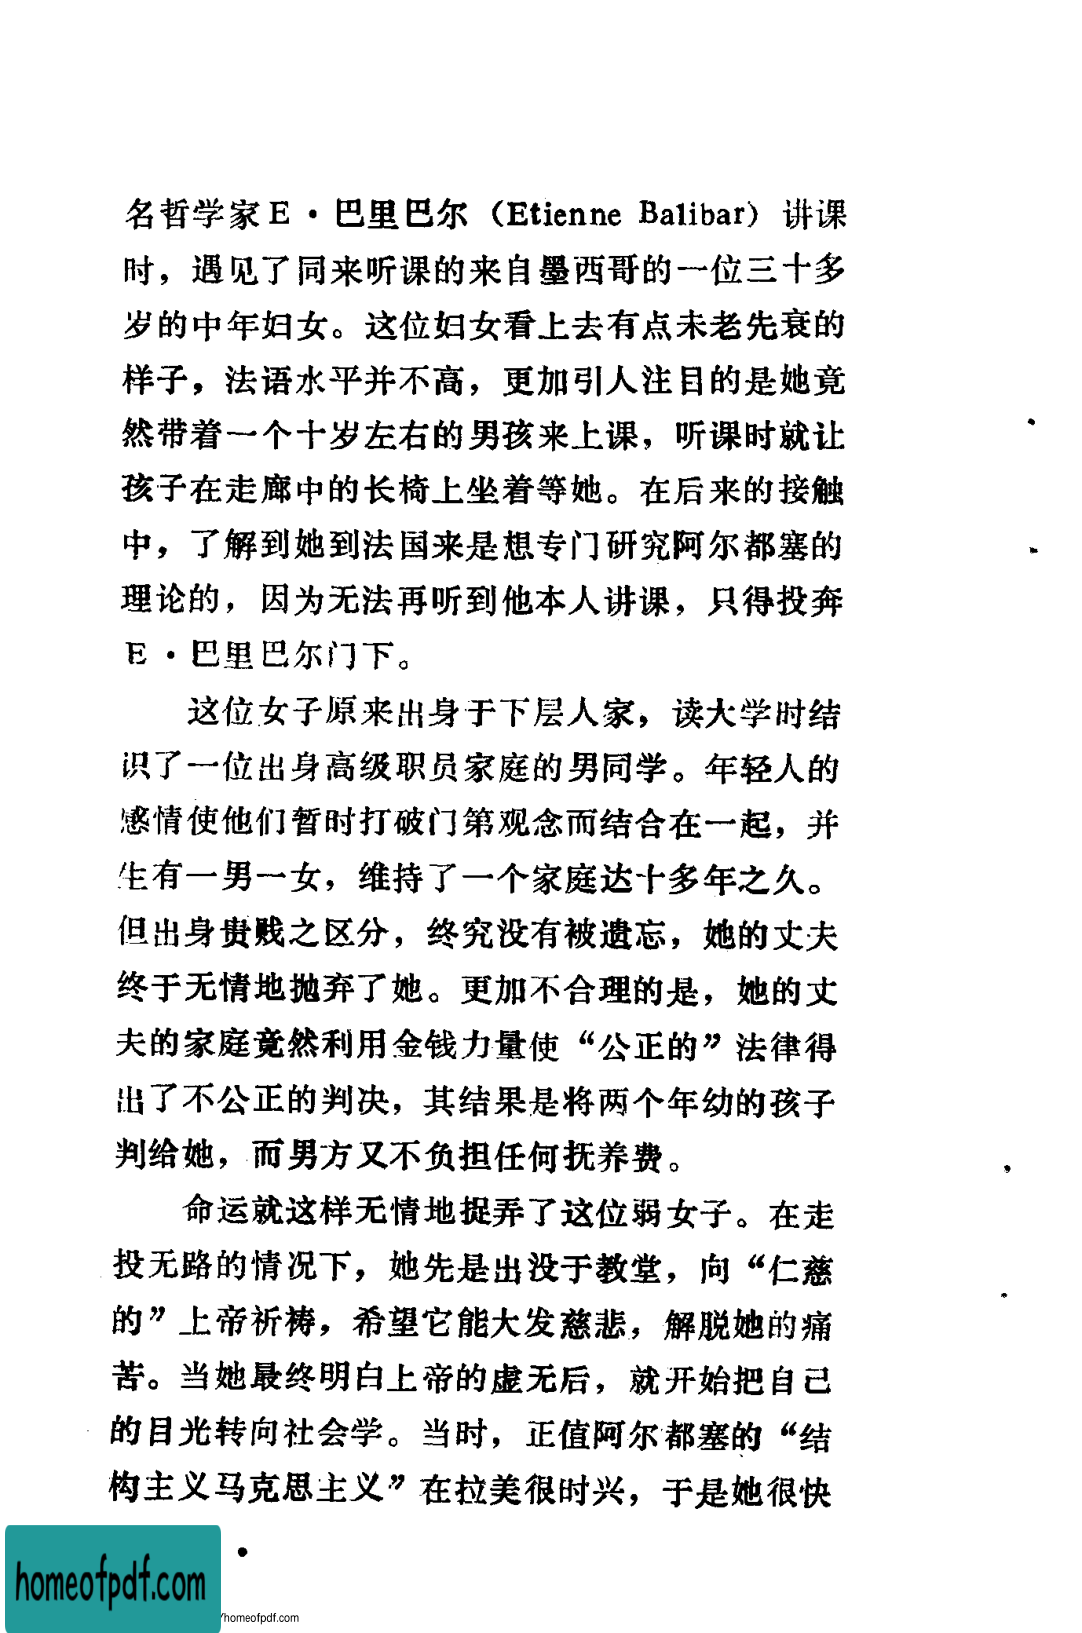 名哲学家E·巴里巴尔（Etienne Balibar）讲课
时，遇见了同来听课的来自墨西哥的一位三十多
岁的中年妇女。这位妇女看上去有点未老先衰的
样子，法语水平并不高，更加引人注目的是她竟
然带着一个十岁左右的男孩来上课，听课时就让
孩子在走廊中的长椅上坐着等她。在后来的接触
中，了解到她到法国来是想专门研究阿尔都塞的
理论的，因为无法再听到他本人讲课，只得投奔
E·巴里巴尔门下。
这位女子原来出身于下层人家，读大学时结
识了一位出身高级职员家庭的男同学。年轻人的
感情使他们暂时打破门第观念而结合在一起，并
生有一男一女，维持了一个家庭达十多年之久。
但出身贵贱之区分，终究没有被遗忘，她的丈夫
终于无情地抛弃了她。更加不合理的是，她的丈
夫的家庭竟然利用金钱力量使“公正的”法律得
出了不公正的判决，其结果是将两个年幼的孩子
判给她，而男方又不负担任何抚养费。
命运就这样无情地捉弄了这位弱女子。在走
投无路的情况下，她先是出没于教堂，向“仁慈
的”上帝祈祷，希望它能大发慈悲，解脱她的痛
苦。当她最终明白上帝的虚无后，就开始把自己
的目光转向社会学。当时，正值阿尔都塞的“结
构主义马克思主义”在拉美很时兴，于是她很快
homeofpdf.com
/homeofpdf.com